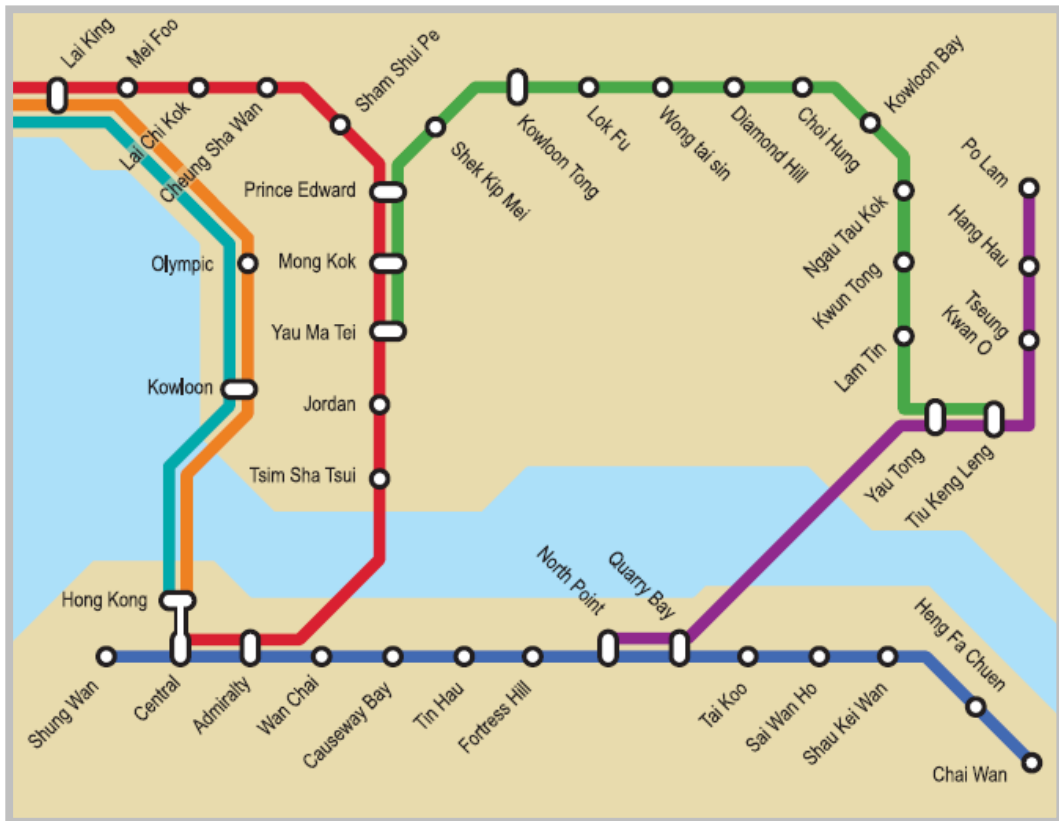 Lai King
Mei Foo
Lai Chi Kok
Cheung Sha Wan
Sham Shui Pe
Kowloon Tong
Lok Fu
Wong tai sin
Diamond Hill
Choi Hung
Kowloon Bay
Shek Kip Mei
Prince Edward
Ngau Tau Kok
Po Lam
Olympic
Mong Kok
Kwun Tong
Hang Hau
Yau Ma Tei
Lam Tin
Tseung
Kwan O
Kowloon
Jordan
Tsim Sha Tsui
Yau Tong
Tiu Keng Leng
Hong Kong
North Point
Quarry Bay
Shung Wan
Central
Admiralty
Wan Chai
Causeway Bay
Tin Hau
Fortress Hill
Tai Koo
Sai Wan Ho
Shau Kei Wan
Heng Fa Chuen
Chai Wan